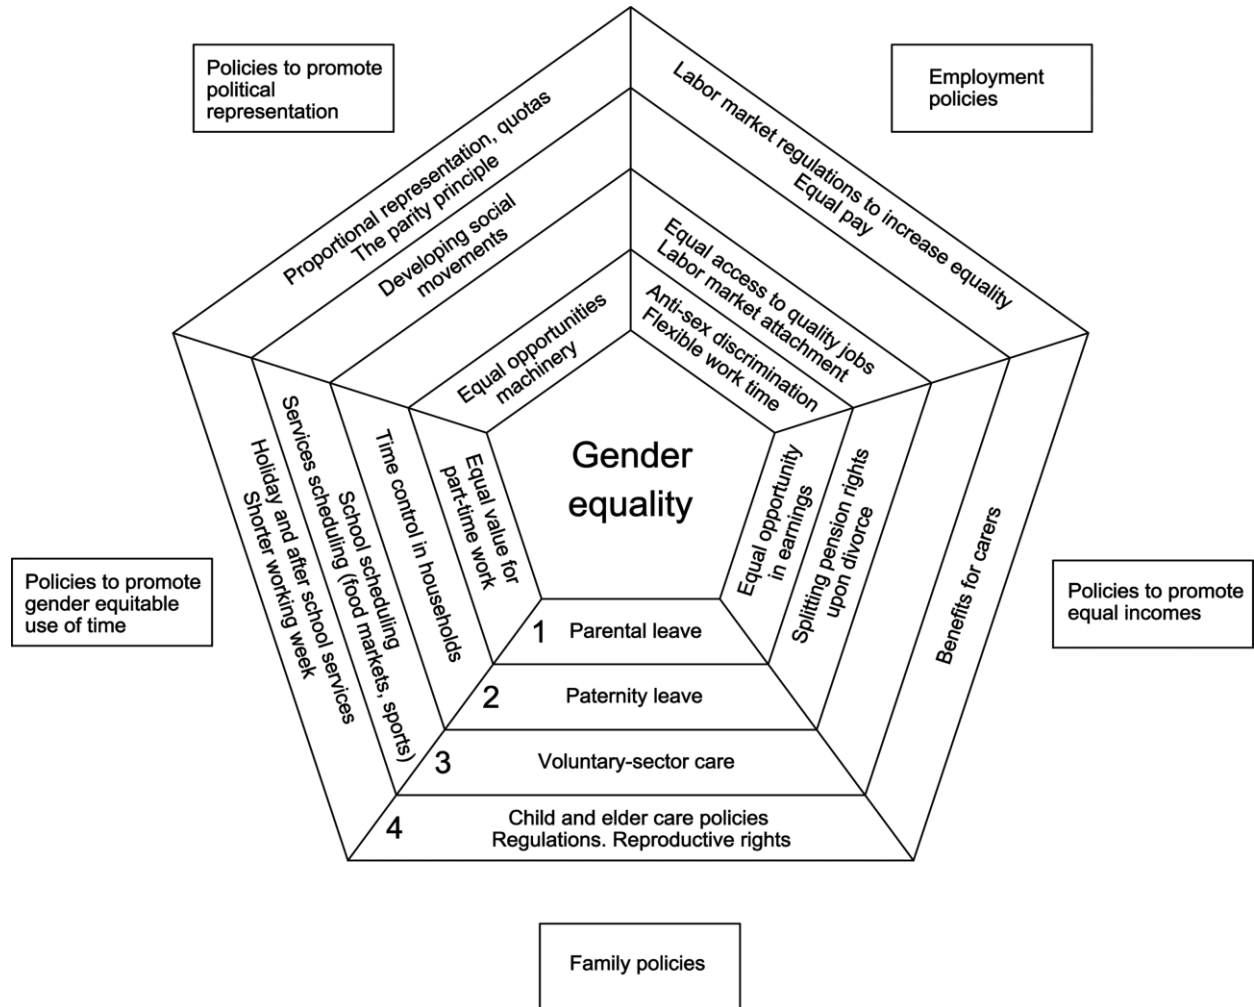 Policies to promote
political
representation
Employment
policies
Proportional representation, quotas
The parity principle
Developing social
movements
Equal opportunities
machinery
Labor market regulations to increase equality
Equal pay
Equal access to quality jobs
Labor market attachment
Anti-sex discrimination
Flexible work time
Gender
equality
Policies to promote
gender equitable
use of time
Holiday and after school services
Shorter working week
School scheduling
Services scheduling (food markets, sports)
Time control in households
Equal value for
part-time work
Equal opportunity
in earnings
Splitting pension rights
upon divorce
Benefits for carers
Policies to promote
equal incomes
1 Parental leave
2 Paternity leave
3 Voluntary-sector care
4 Child and elder care policies
Regulations. Reproductive rights
Family policies